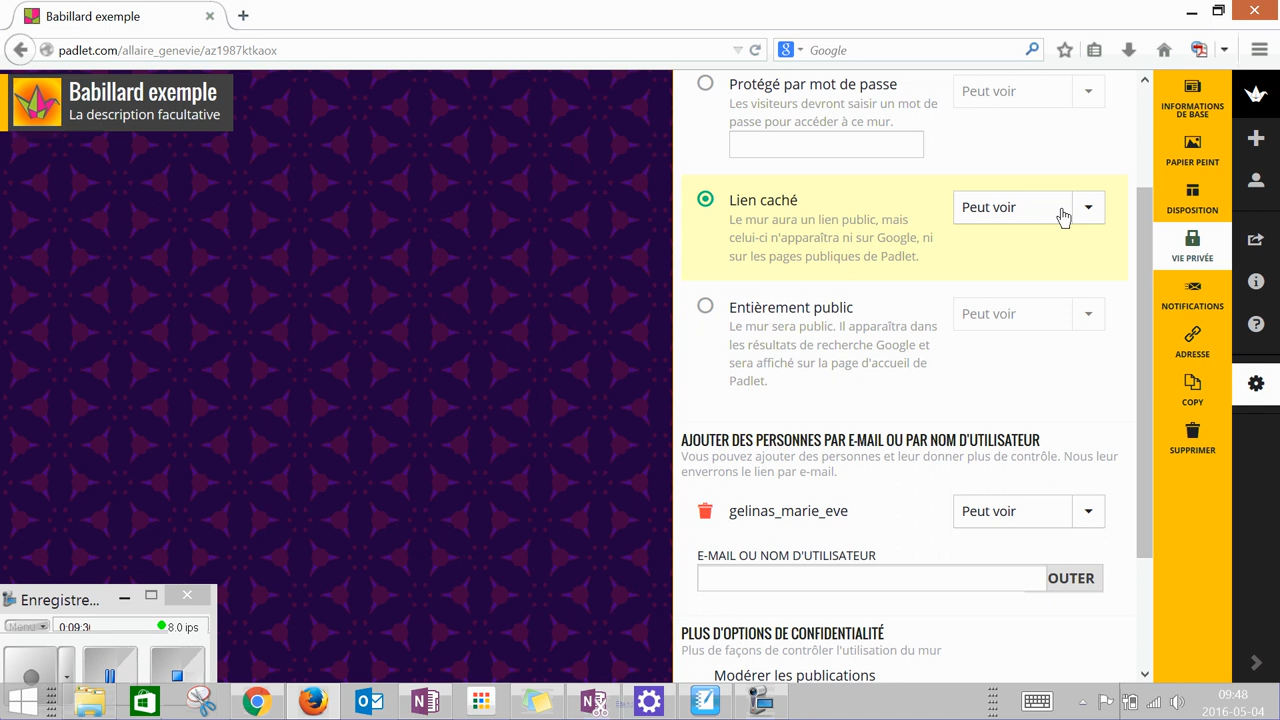 Babillard exemple
padlet.com/allaire_genevie/az1987ktkaox
Google
Babillard exemple
La description facultative
Protégé par mot de passe
Les visiteurs devront saisir un mot de
passe pour accéder à ce mur.
Peut voir
Lien caché
Le mur aura un lien public, mais
celui-ci n'apparaîtra ni sur Google, ni
sur les pages publiques de Padlet.
Peut voir
Entièrement public
Le mur sera public. Il apparaîtra dans
les résultats de recherche Google et
sera affiché sur la page d'accueil de
Padlet.
Peut voir
AJOUTER DES PERSONNES PAR E-MAIL OU PAR NOM D'UTILISATEUR
Vous pouvez ajouter des personnes et leur donner plus de contrôle. Nous leur
enverrons le lien par e-mail.
gelinas_marie_eve
Peut voir
E-MAIL OU NOM D'UTILISATEUR
OUTER
PLUS D'OPTIONS DE CONFIDENTIALITÉ
Plus de façons de contrôler l'utilisation du mur
Modérer les publications
INFORMATIONS
DE BASE
PAPIER PEINT
DISPOSITION
VIE PRIVÉE
NOTIFICATIONS
ADRESSE
COPY
SUPPRIMER
Enregistre...
Menu
8.0 ips
09:48
2016-05-04